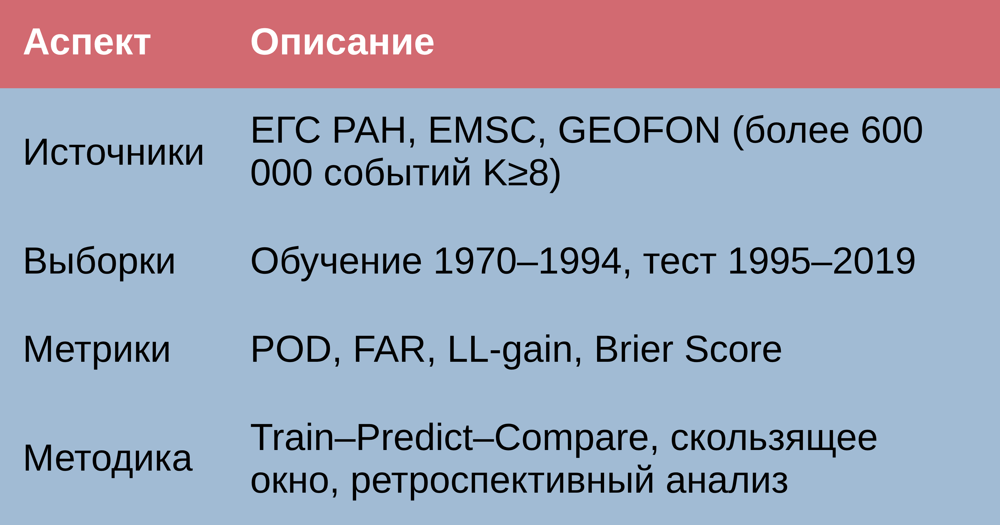 Аспект Описание
Источники ЕГС РАН, EMSC, GEOFON (более 600
000 событий K≥8)
Выборки Обучение 1970–1994, тест 1995–2019
Метрики POD, FAR, LL-gain, Brier Score
Методика Train–Predict–Compare, скользящее
окно, ретроспективный анализ